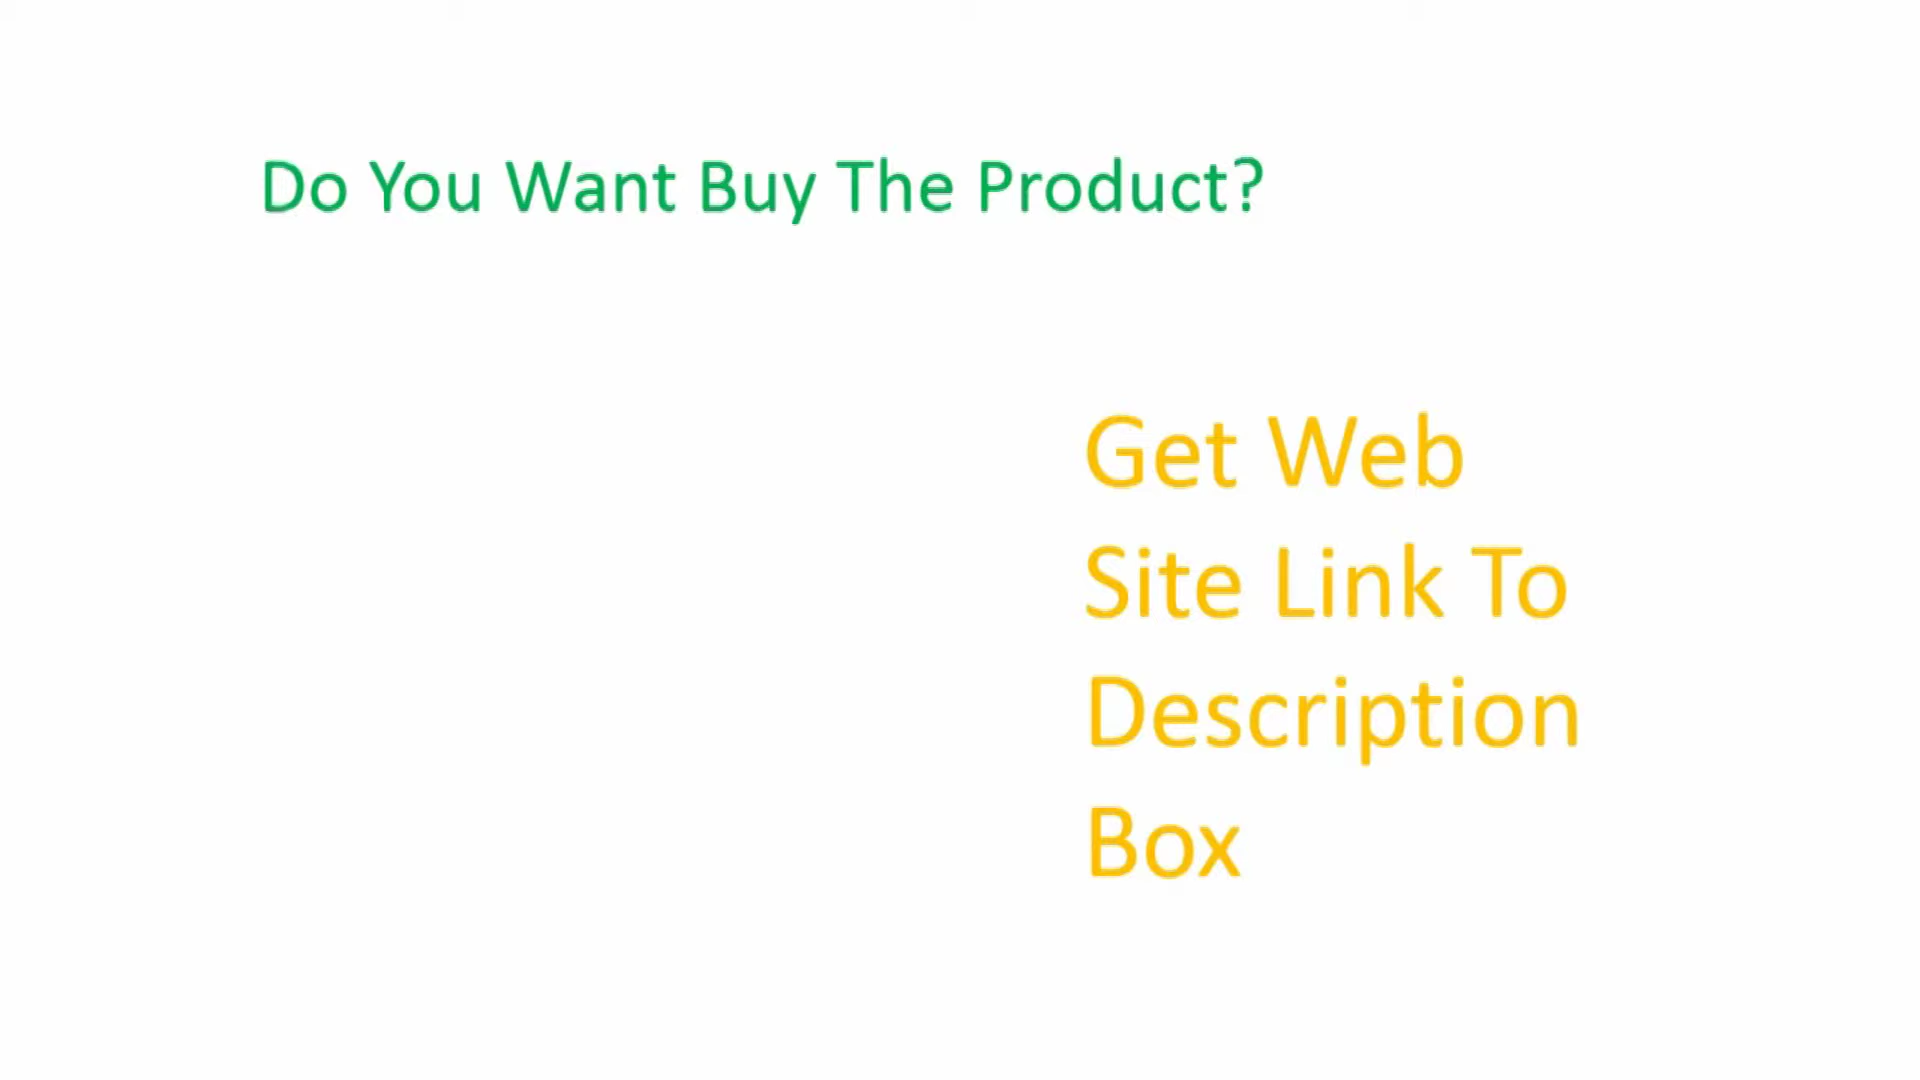 Do You Want Buy The Product?
Get Web
Site Link To
Description
Box